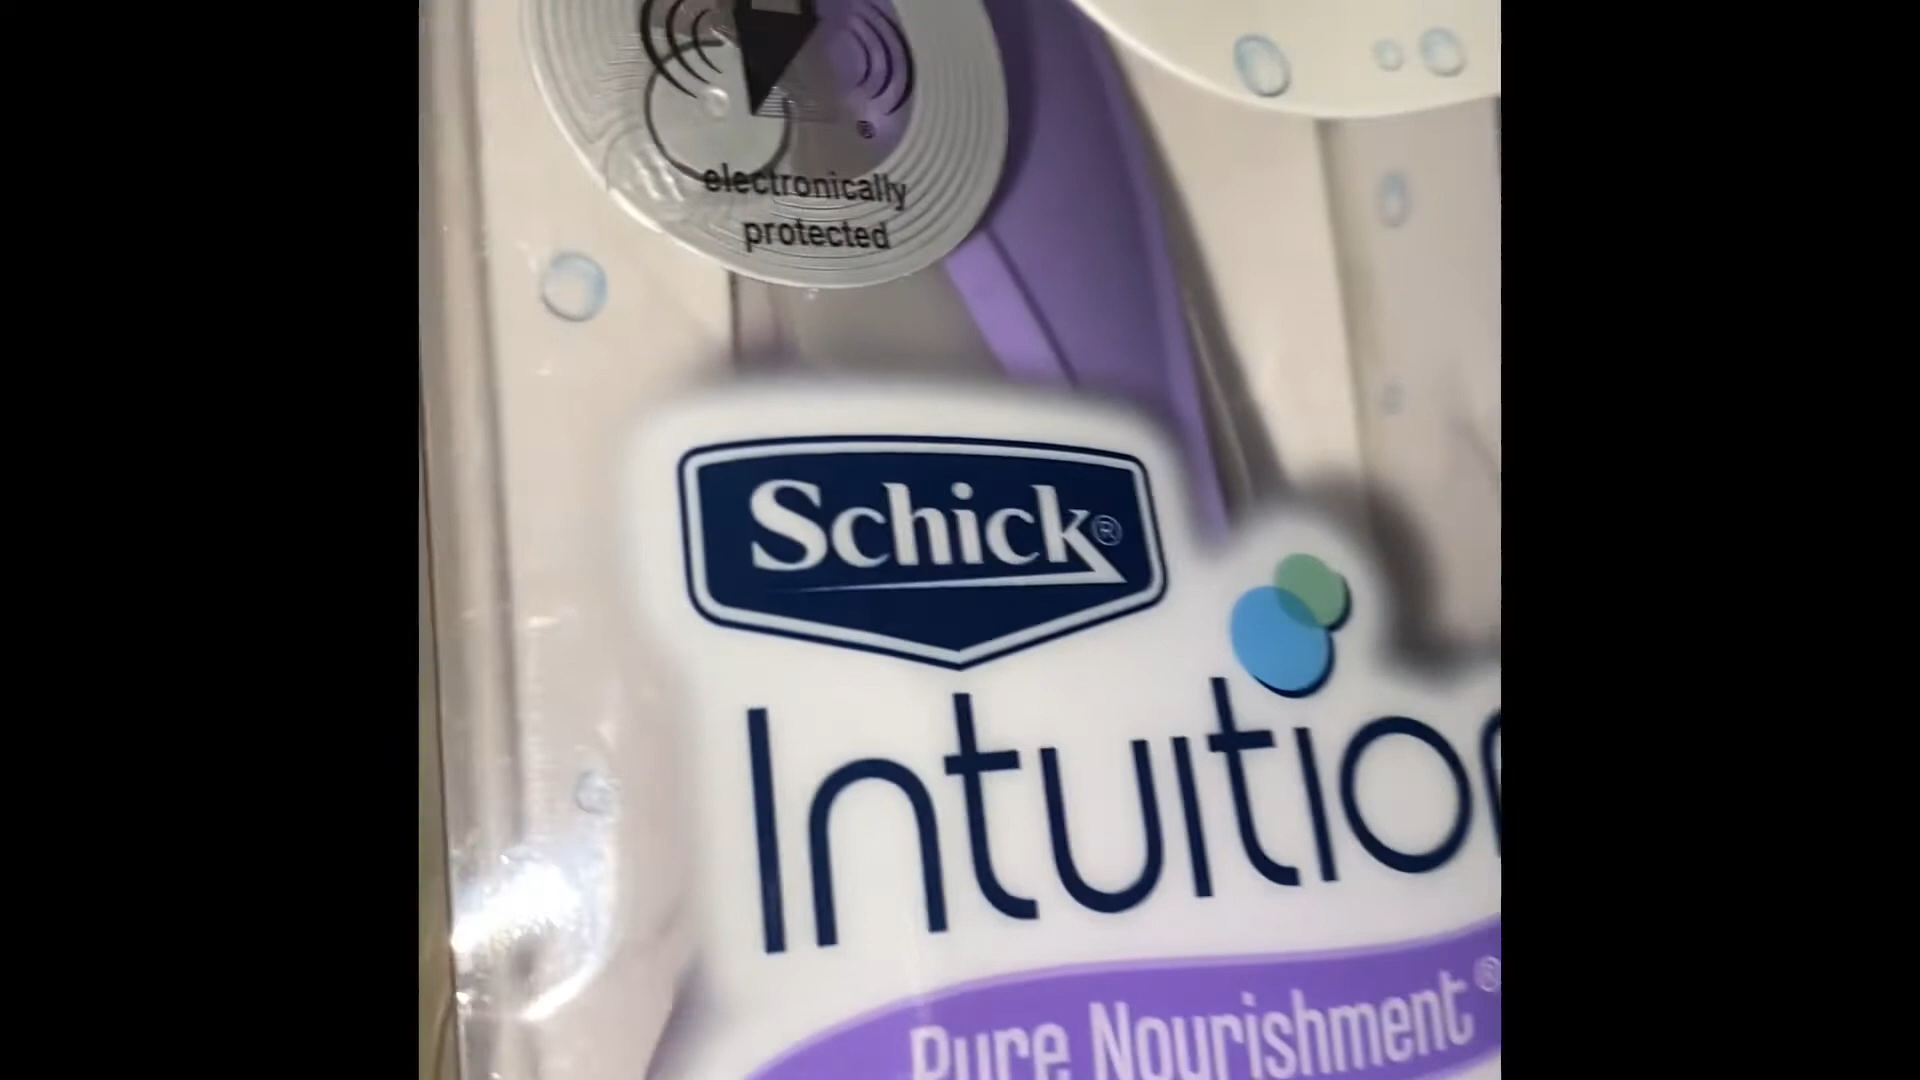 ®
electronically
protected
Schick®
Intuition
Pure Nourishment®